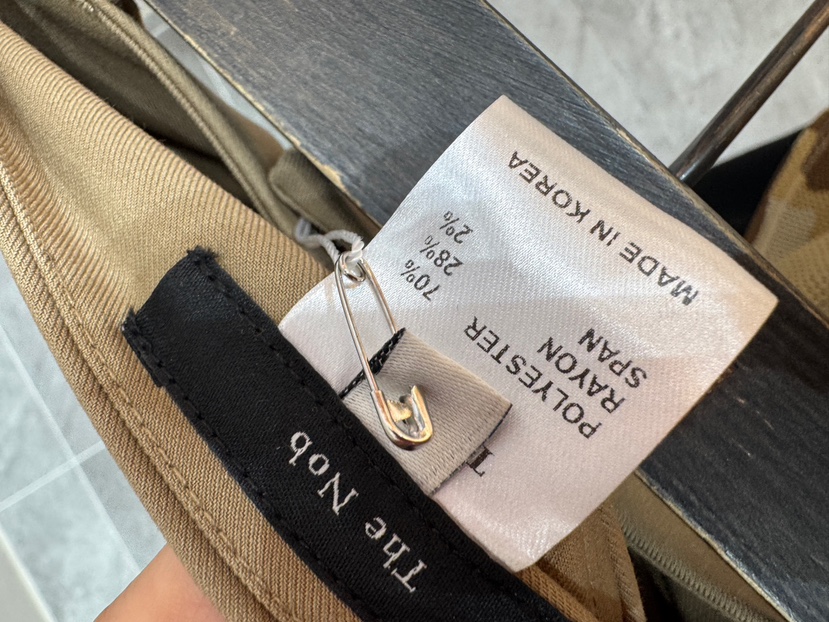 The Nob
POLYESTER 70%
RAYON 28%
SPAN 2%
MADE IN KOREA